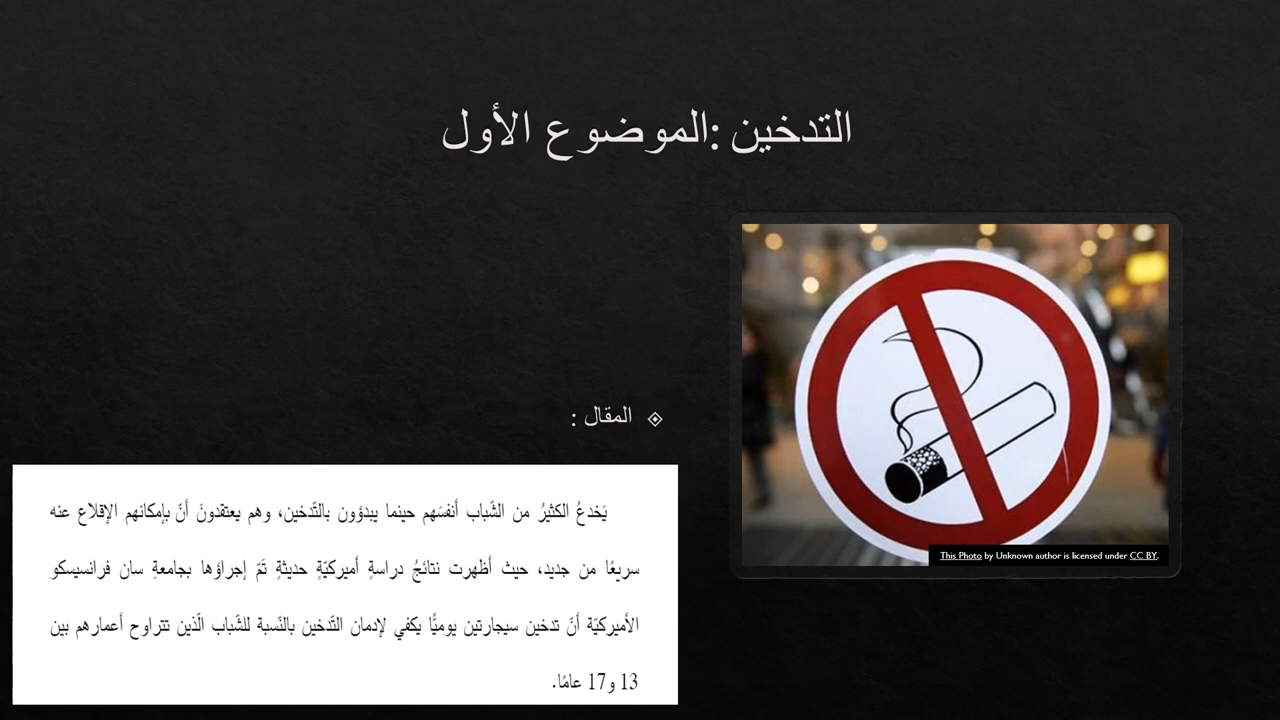 التدخين :الموضوع الأول
المقال :
يَخدعُ الكثيرُ من الشّباب أنفسَهم حينما يبدؤون بالتّدخين، وهم يعتقدونَ أنّ بإمكانهم الإقلاع عنه
سريعًا من جديد، حيث أظهرت نتائجُ دراسةٍ أميركيّةٍ حديثةٍ تَمّ إجراؤها بجامعةِ سان فرانسيسكو
الأميركيّة أنّ تدخين سيجارتين يوميًّا يكفي لإدمان التّدخين بالنّسبة للشّباب الّذين تتراوح أعمارهم بين
13 و17 عامًا.
This Photo by Unknown author is licensed under CC BY.